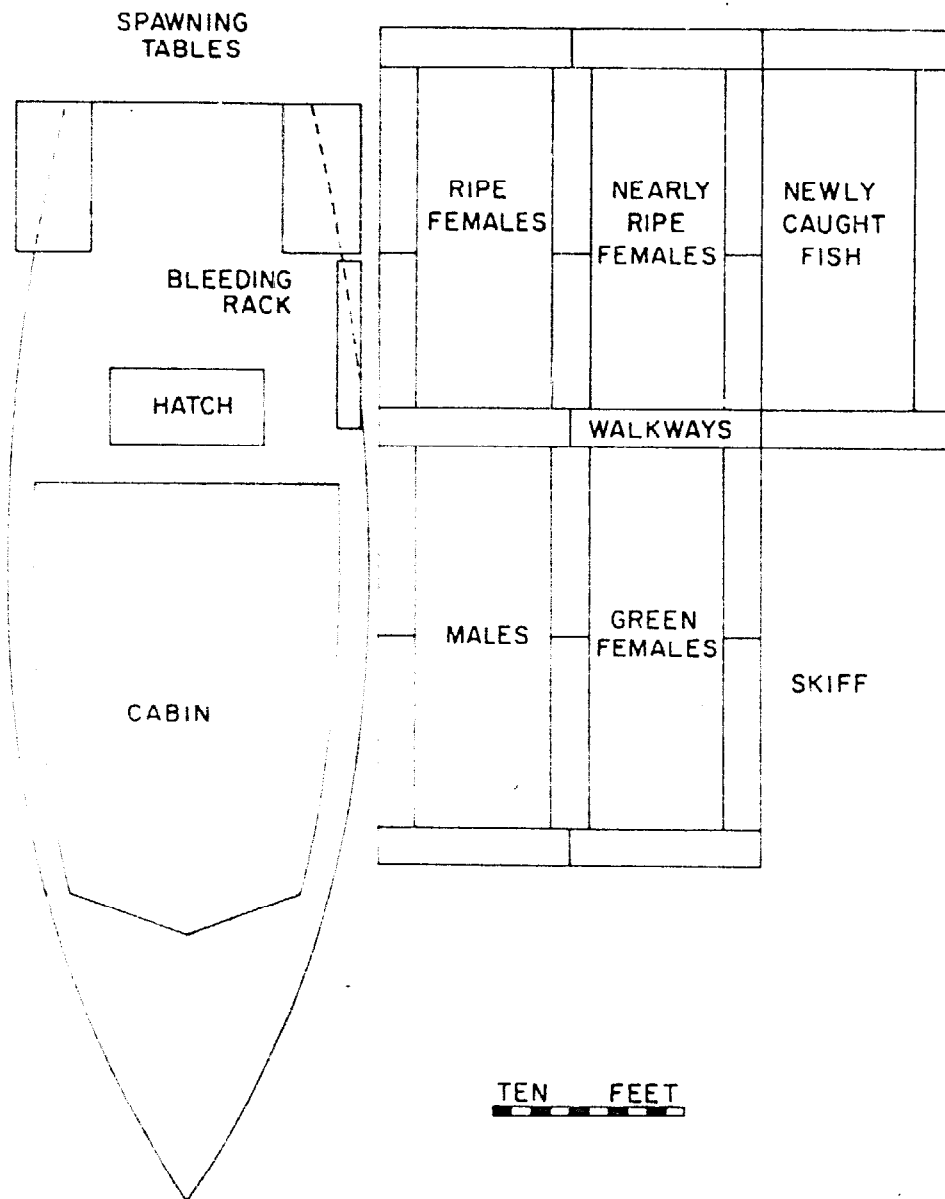 SPAWNING
TABLES
RIPE
FEMALES
NEARLY
RIPE
FEMALES
NEWLY
CAUGHT
FISH
BLEEDING
RACK
HATCH
WALKWAYS
MALES
GREEN
FEMALES
SKIFF
CABIN
TEN FEET